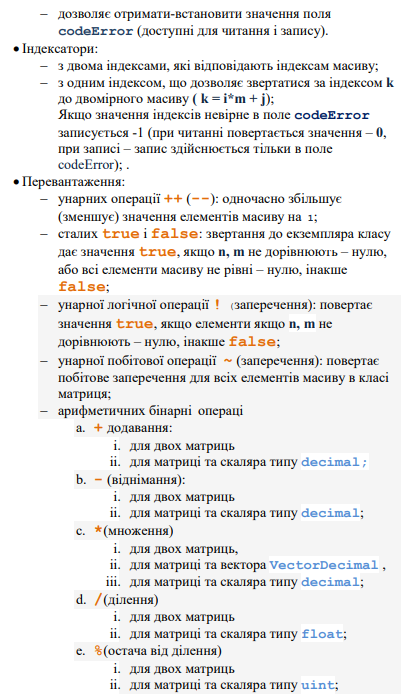 – дозволяє отримати-встановити значення поля
codeError (доступні для читання і запису).
• Індексатори:
– з двома індексами, які відповідають індексам масиву;
– з одним індексом, що дозволяє звертатися за індексом k
до двомірного масиву ( k = i*m + j);
Якщо значення індексів невірне в поле codeError
записується -1 (при читанні повертається значення – 0,
при записі – запис здійснюється тільки в поле
codeError); .
• Перевантаження:
– унарних операції ++ (--): одночасно збільшує
(зменшує) значення елементів масиву на 1;
– сталих true і false: звертання до екземпляра класу
дає значення true, якщо n, m не дорівнюють – нулю,
або всі елементи масиву не рівні – нулю, інакше
false;
– унарної логічної операції ! (заперечення): повертає
значення true, якщо елементи якщо n, m не
дорівнюють – нулю, інакше false;
– унарної побітової операції ~ (заперечення): повертає
побітове заперечення для всіх елементів масиву в класі
матриця;
– арифметичних бінарні операці
a. + додавання:
i. для двох матриць
ii. для матриці та скаляра типу decimal;
b. - (віднімання):
i. для двох матриць
ii. для матриці та скаляра типу decimal;
c. *(множення)
i. для двох матриць,
ii. для матриці та вектора VectorDecimal ,
iii. для матриці та скаляра типу decimal;
d. /(ділення)
i. для двох матриць
ii. для матриці та скаляра типу float;
e. %(остача від ділення)
i. для двох матриць
ii. для матриці та скаляра типу uint;